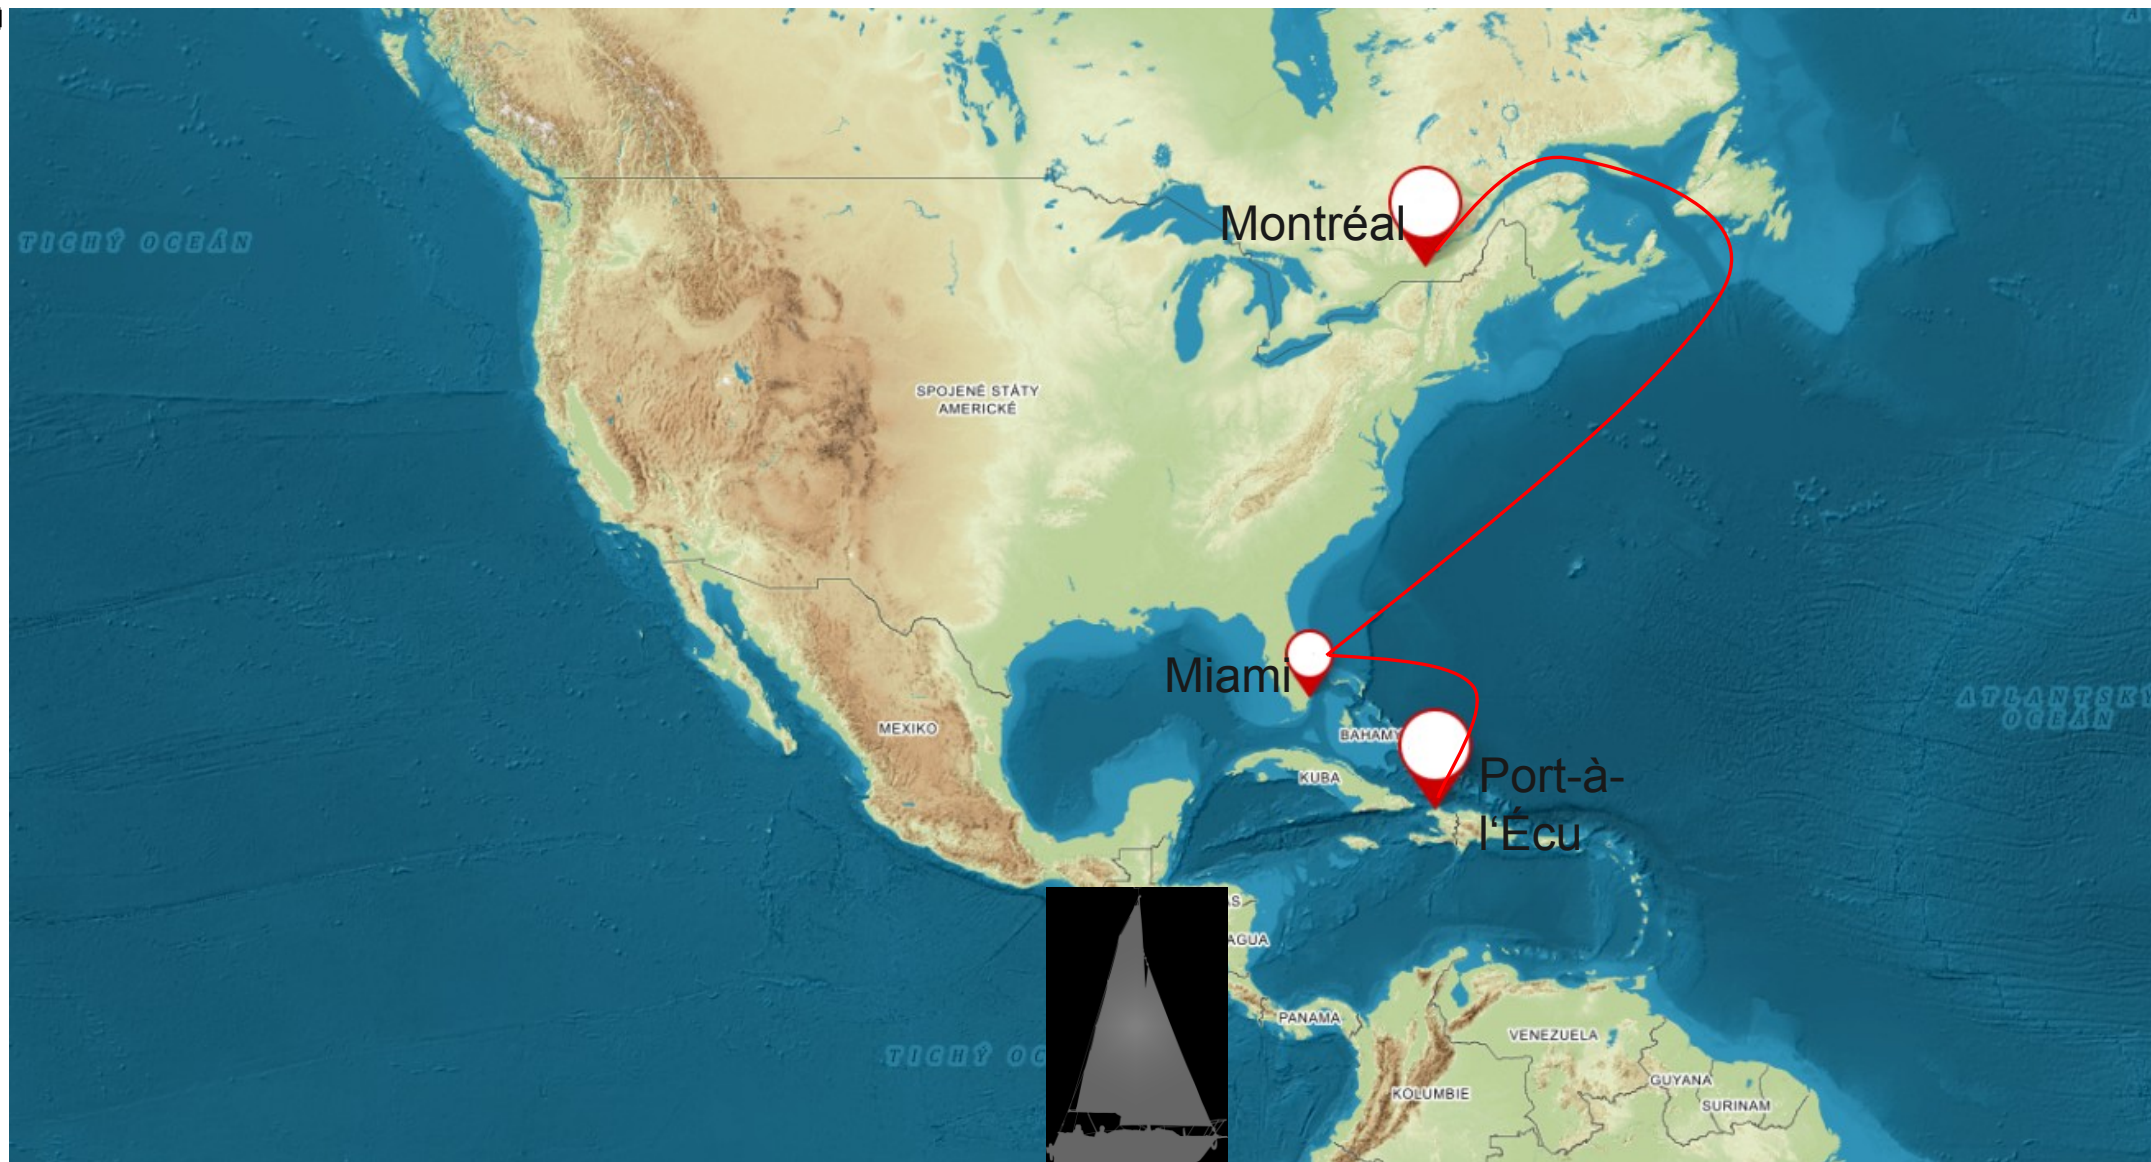 TICHÝ OCEÁN
Montréal
SPOJENÉ STÁTY
AMERICKÉ
Miami
ATLANTSKÝ
OCEÁN
MEXIKO
BAHAMY
KUBA
Port-à-
l‘Écu
AGUA
PANAMA
VENEZUELA
TICHÝ OC
GUYANA
KOLUMBIE
SURINAM